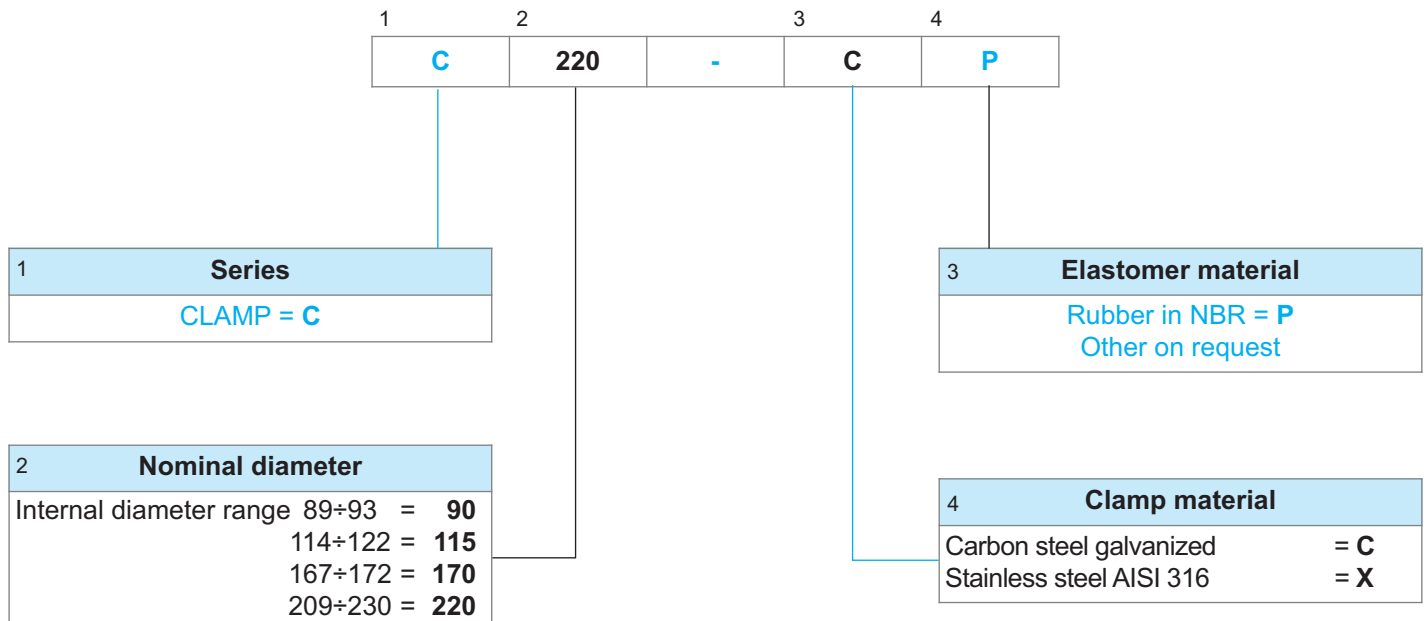 1 2 3 4
C 220 - C P
1 Series
CLAMP = C
3 Elastomer material
Rubber in NBR = P
Other on request
2 Nominal diameter
Internal diameter range 89÷93 = 90
114÷122 = 115
167÷172 = 170
209÷230 = 220
4 Clamp material
Carbon steel galvanized = C
Stainless steel AISI 316 = X